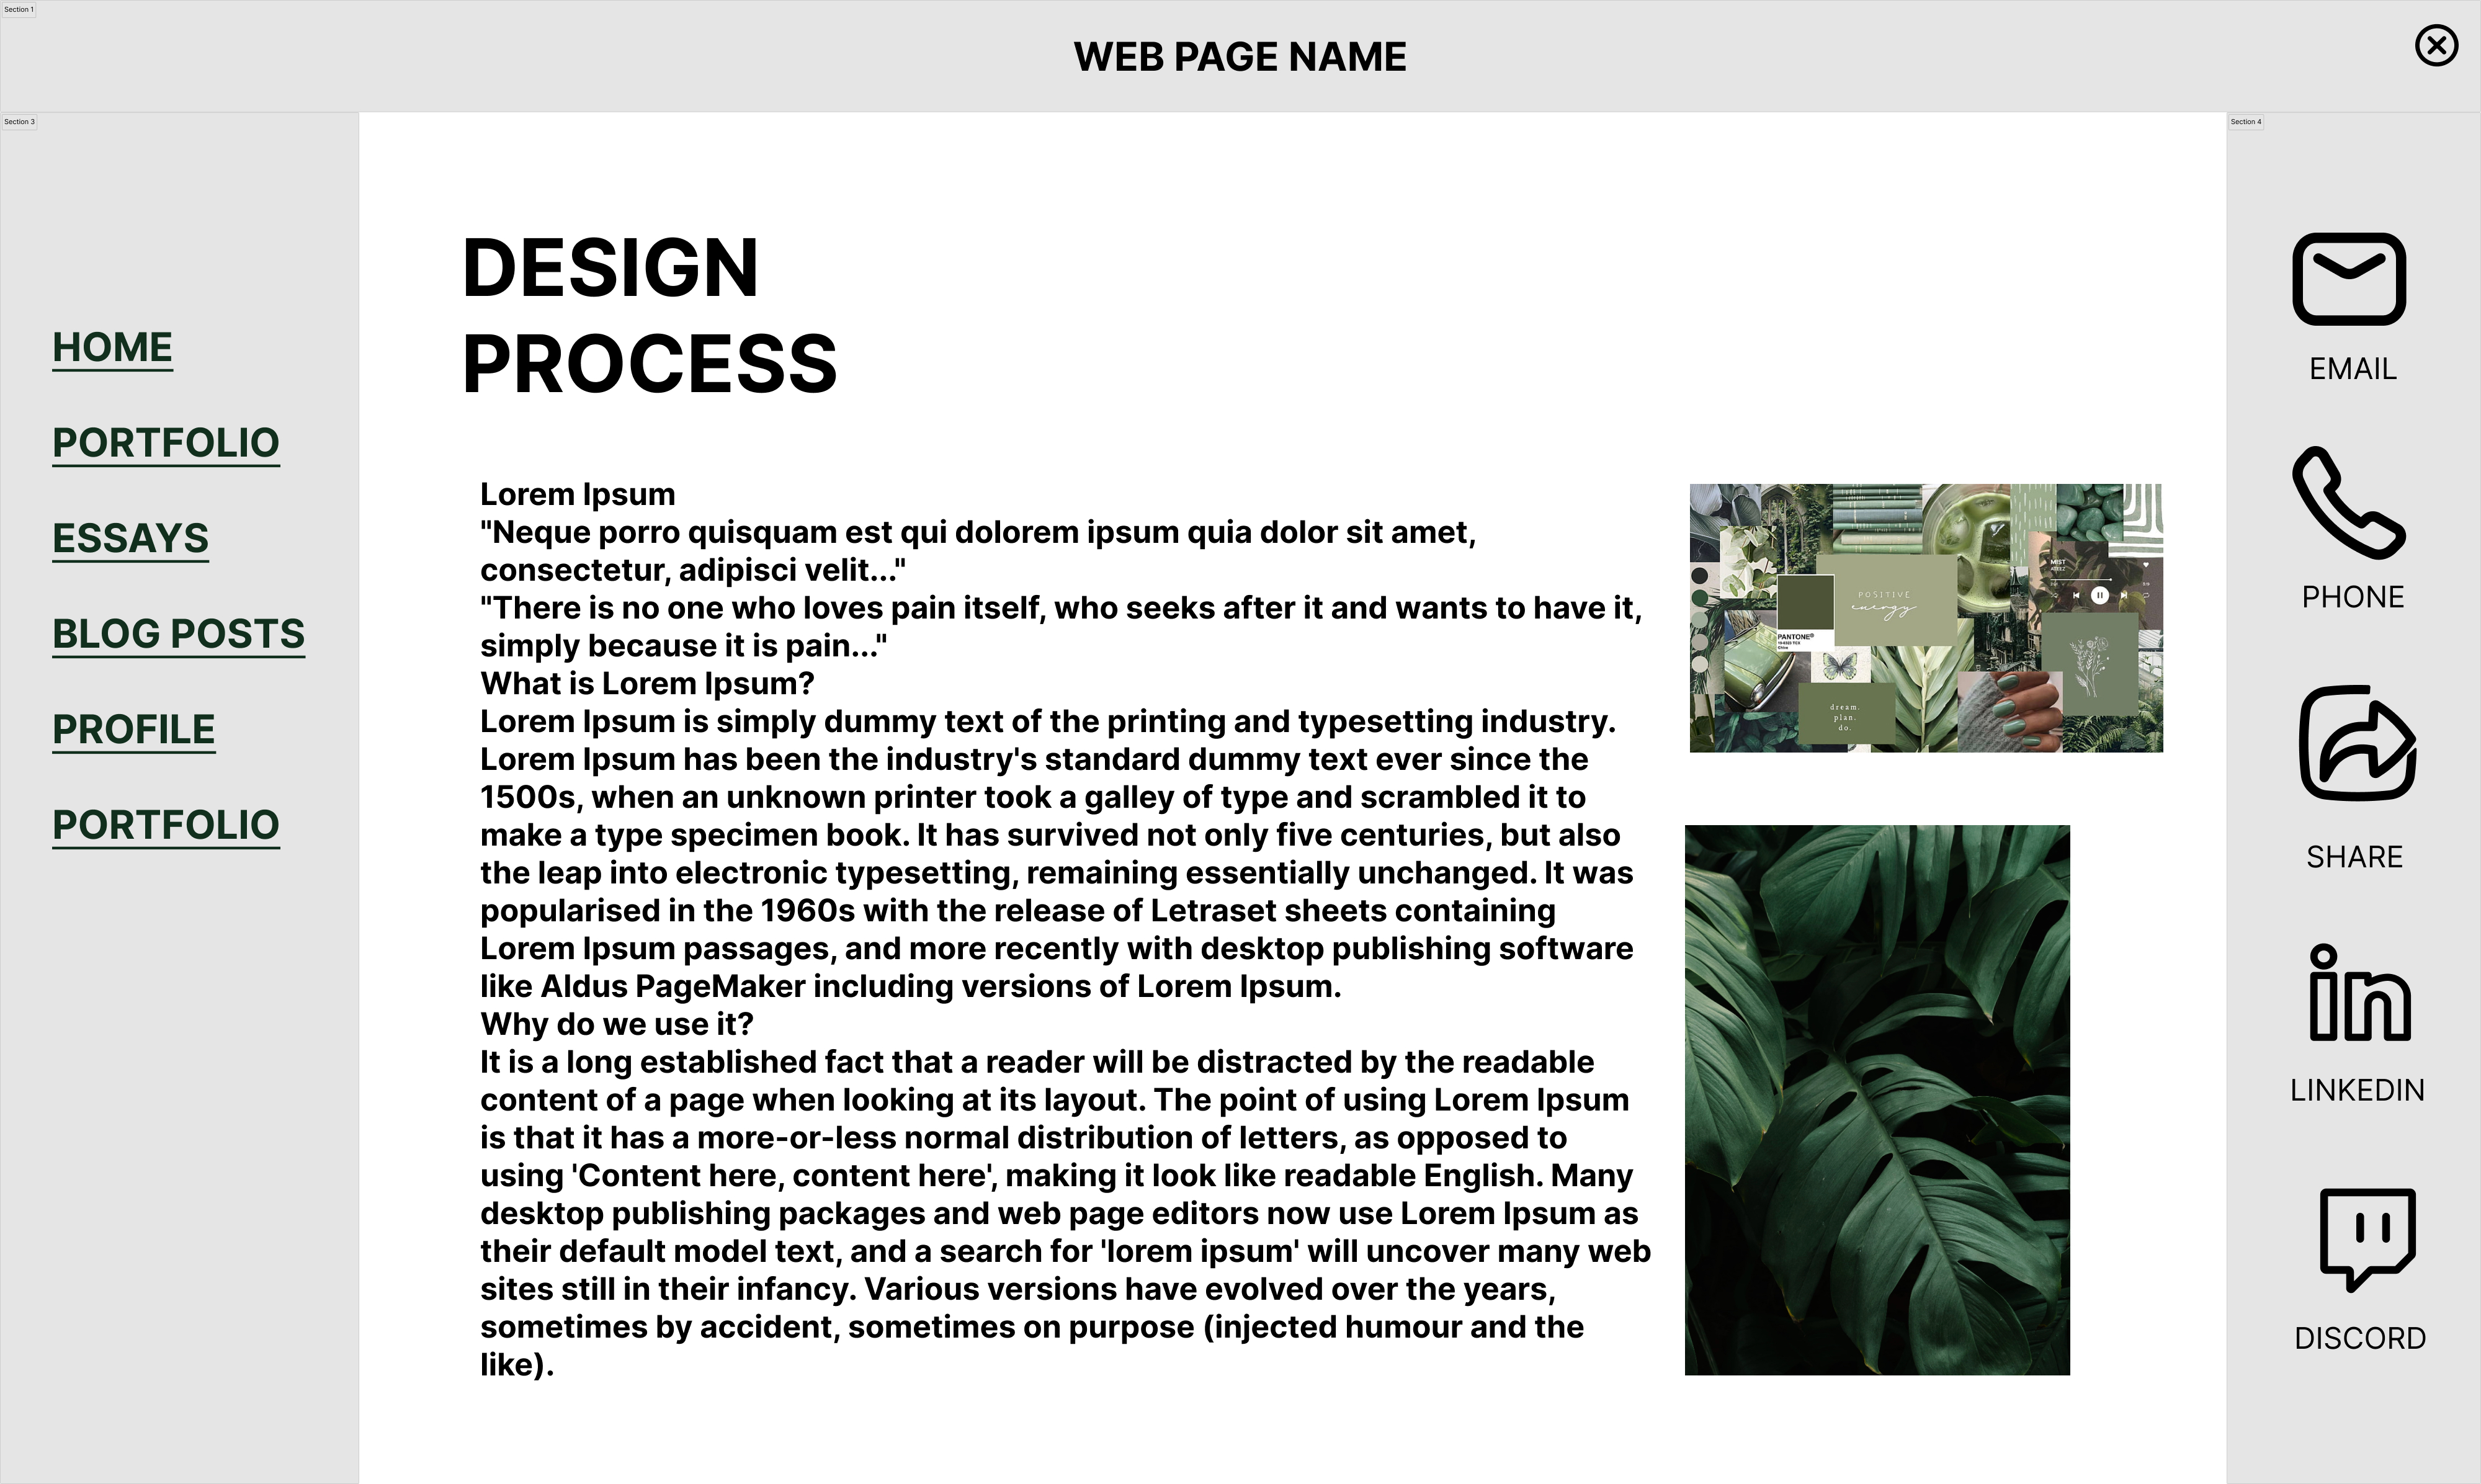 Section 1
WEB PAGE NAME
Section 3
HOME
PORTFOLIO
ESSAYS
BLOG POSTS
PROFILE
PORTFOLIO
DESIGN
PROCESS
Lorem Ipsum
"Neque porro quisquam est qui dolorem ipsum quia dolor sit amet,
consectetur, adipisci velit..."
"There is no one who loves pain itself, who seeks after it and wants to have it,
simply because it is pain..."
What is Lorem Ipsum?
Lorem Ipsum is simply dummy text of the printing and typesetting industry.
Lorem Ipsum has been the industry's standard dummy text ever since the
1500s, when an unknown printer took a galley of type and scrambled it to
make a type specimen book. It has survived not only five centuries, but also
the leap into electronic typesetting, remaining essentially unchanged. It was
popularised in the 1960s with the release of Letraset sheets containing
Lorem Ipsum passages, and more recently with desktop publishing software
like Aldus PageMaker including versions of Lorem Ipsum.
Why do we use it?
It is a long established fact that a reader will be distracted by the readable
content of a page when looking at its layout. The point of using Lorem Ipsum
is that it has a more-or-less normal distribution of letters, as opposed to
using 'Content here, content here', making it look like readable English. Many
desktop publishing packages and web page editors now use Lorem Ipsum as
their default model text, and a search for 'lorem ipsum' will uncover many web
sites still in their infancy. Various versions have evolved over the years,
sometimes by accident, sometimes on purpose (injected humour and the
like).
MIST
ATEEZ
POSITIVE
energy
PANTONE®
dream.
plan.
do.
Section 4
EMAIL
PHONE
SHARE
in
LINKEDIN
DISCORD